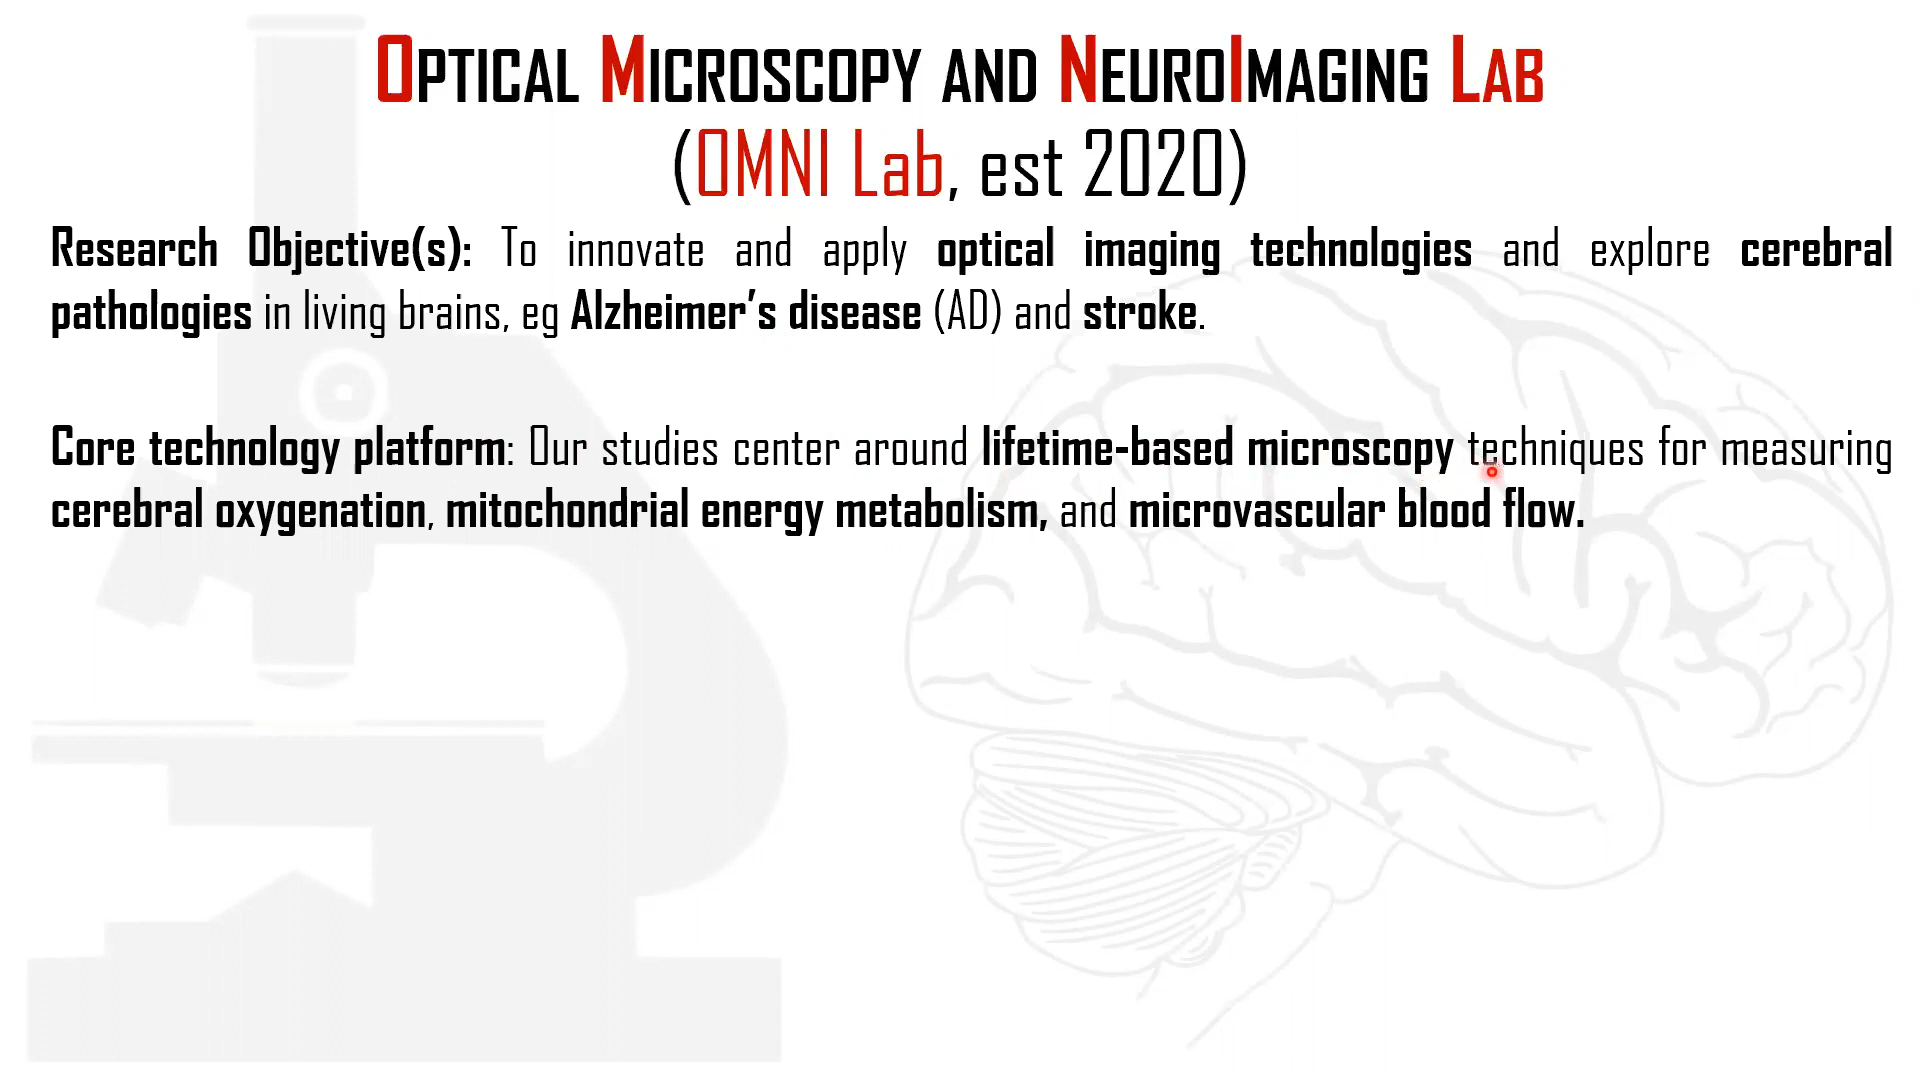 OPTICAL MICROSCOPY AND NEUROIMAGING LAB
(OMNI Lab, est 2020)
Research Objective(s): To innovate and apply optical imaging technologies and explore cerebral
pathologies in living brains, eg Alzheimer’s disease (AD) and stroke.
Core technology platform: Our studies center around lifetime-based microscopy techniques for measuring
cerebral oxygenation, mitochondrial energy metabolism, and microvascular blood flow.